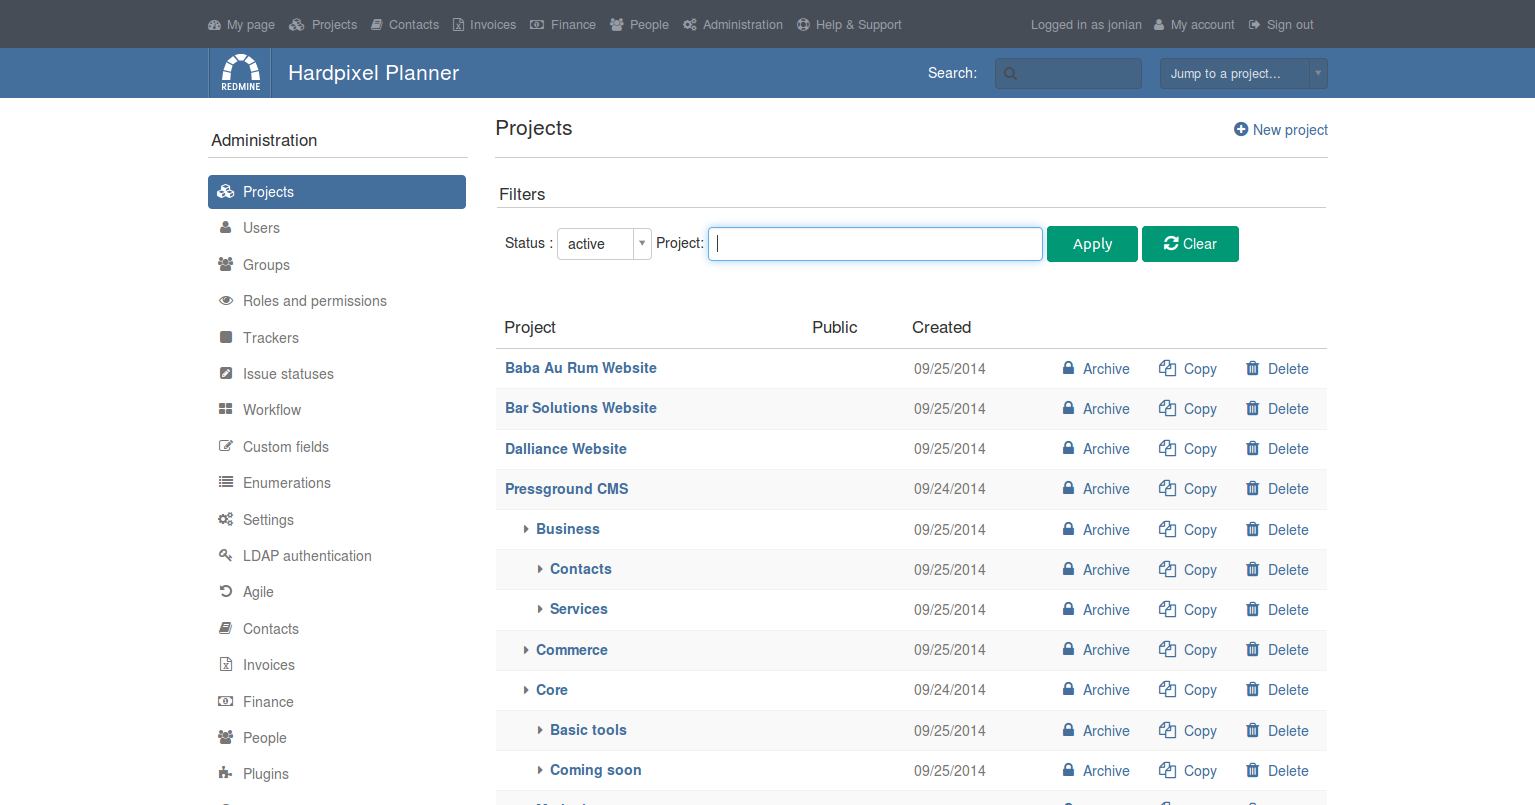 My page Projects Contacts Invoices Finance People Administration Help & Support Logged in as jonian My account Sign out
REDMINE
Hardpixel Planner Search: Jump to a project...
Administration
Projects
Users
Groups
Roles and permissions
Trackers
Issue statuses
Workflow
Custom fields
Enumerations
Settings
LDAP authentication
Agile
Contacts
Invoices
Finance
People
Plugins
Projects New project
Filters
Status : active Project: Apply Clear
Project Public Created
Baba Au Rum Website 09/25/2014 Archive Copy Delete
Bar Solutions Website 09/25/2014 Archive Copy Delete
Dalliance Website 09/25/2014 Archive Copy Delete
Pressground CMS 09/24/2014 Archive Copy Delete
Business 09/25/2014 Archive Copy Delete
Contacts 09/25/2014 Archive Copy Delete
Services 09/25/2014 Archive Copy Delete
Commerce 09/25/2014 Archive Copy Delete
Core 09/24/2014 Archive Copy Delete
Basic tools 09/25/2014 Archive Copy Delete
Coming soon 09/25/2014 Archive Copy Delete